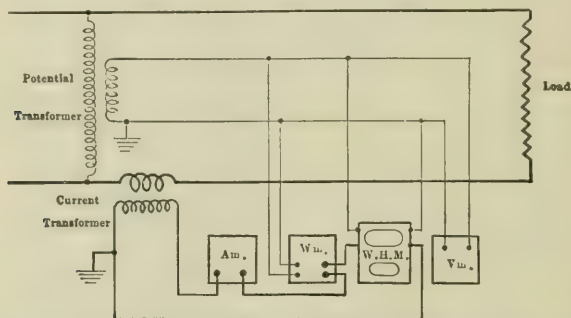 Potential
Transformer
Load
Current
Transformer
Am.
Wm.
W.H.M.
Vm.